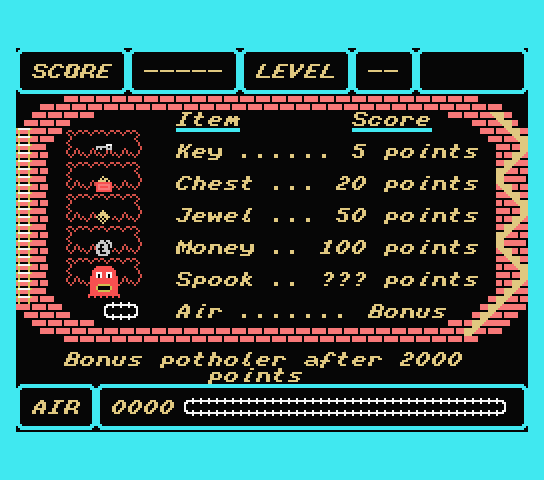 SCORE ----- LEVEL --
Item Score
Key ...... 5 points
Chest ... 20 points
Jewel ... 50 points
£
Money .. 100 points
Spook .. ??? points
Air ....... Bonus
Bonus potholer after 2000
points
AIR 0000